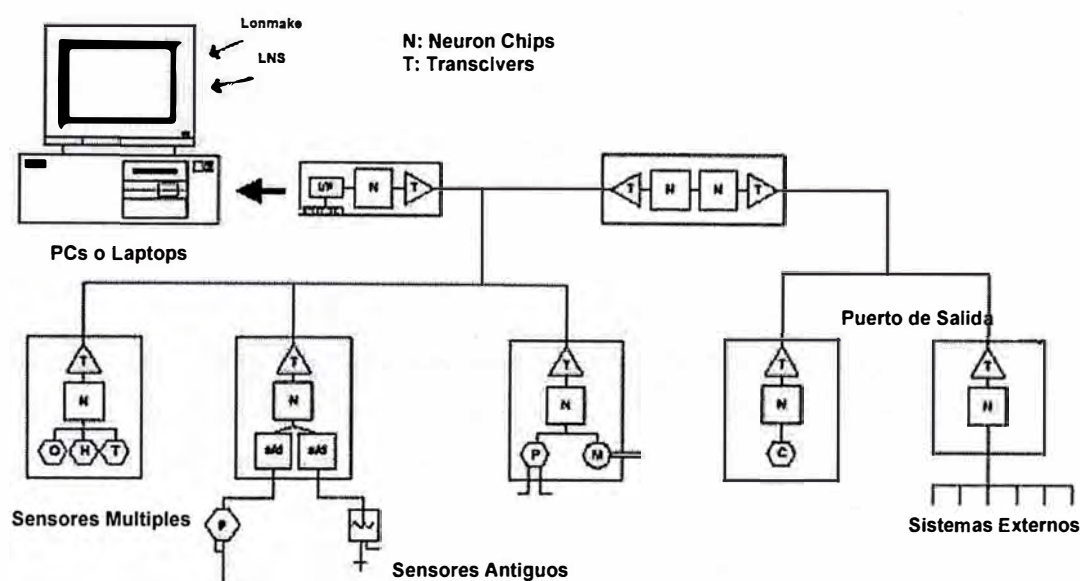 Lonmake
LNS
N: Neuron Chips
T: Transcivers
N
T
T
N
N
T
PCs o Laptops
Puerto de Salida
T
T
T
T
T
N
N
N
N
N
O
H
T
a/d
a/d
P
M
C
Sensores Multiples
P
Sensores Antiguos
Sistemas Externos